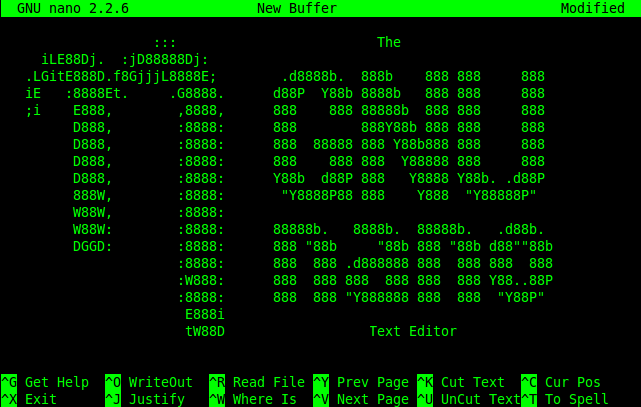 GNU nano 2.2.6 New Buffer Modified
                   :::                          The
     iLE88Dj.  :jD88888Dj:
   .LGitE888D.f8GjjjL8888E;        .d8888b.  888b    888 888     888
   iE   :8888Et.     .G8888.      d88P  Y88b 8888b   888 888     888
   ;i    E888,        ,8888,      888    888 88888b  888 888     888
         D888,        :8888:      888        888Y88b 888 888     888
         D888,        :8888:      888  88888 888 Y88b888 888     888
         D888,        :8888:      888    888 888  Y88888 888     888
         D888,        :8888:      Y88b  d88P 888   Y8888 Y88b. .d88P
         888W,        :8888:       "Y8888P88 888    Y888  "Y88888P"
         W88W,        :8888:
         W88W:        :8888:      88888b.   8888b.  88888b.   .d88b.
         DGGD:        :8888:      888 "88b     "88b 888 "88b d88""88b
                      :8888:      888  888 .d888888 888  888 888  888
                      :W888:      888  888 888  888 888  888 Y88..88P
                      :8888:      888  888 "Y888888 888  888  "Y88P"
                       E888i
                       tW88D                  Text Editor
^G Get Help ^O WriteOut ^R Read File ^Y Prev Page ^K Cut Text ^C Cur Pos
^X Exit ^J Justify ^W Where Is ^V Next Page ^U UnCut Text ^T To Spell